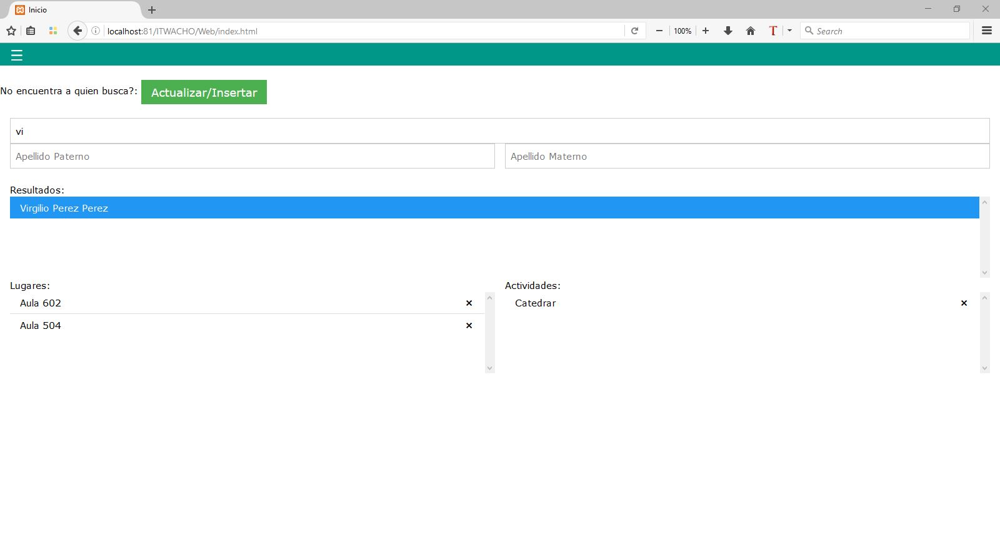 Inicio
localhost:81/ITWACHO/Web/index.html 100% T Search
No encuentra a quien busca?: Actualizar/Insertar
vi
Apellido Paterno Apellido Materno
Resultados:
Virgilio Perez Perez
Lugares: Actividades:
Aula 602 × Catedrar ×
Aula 504 ×